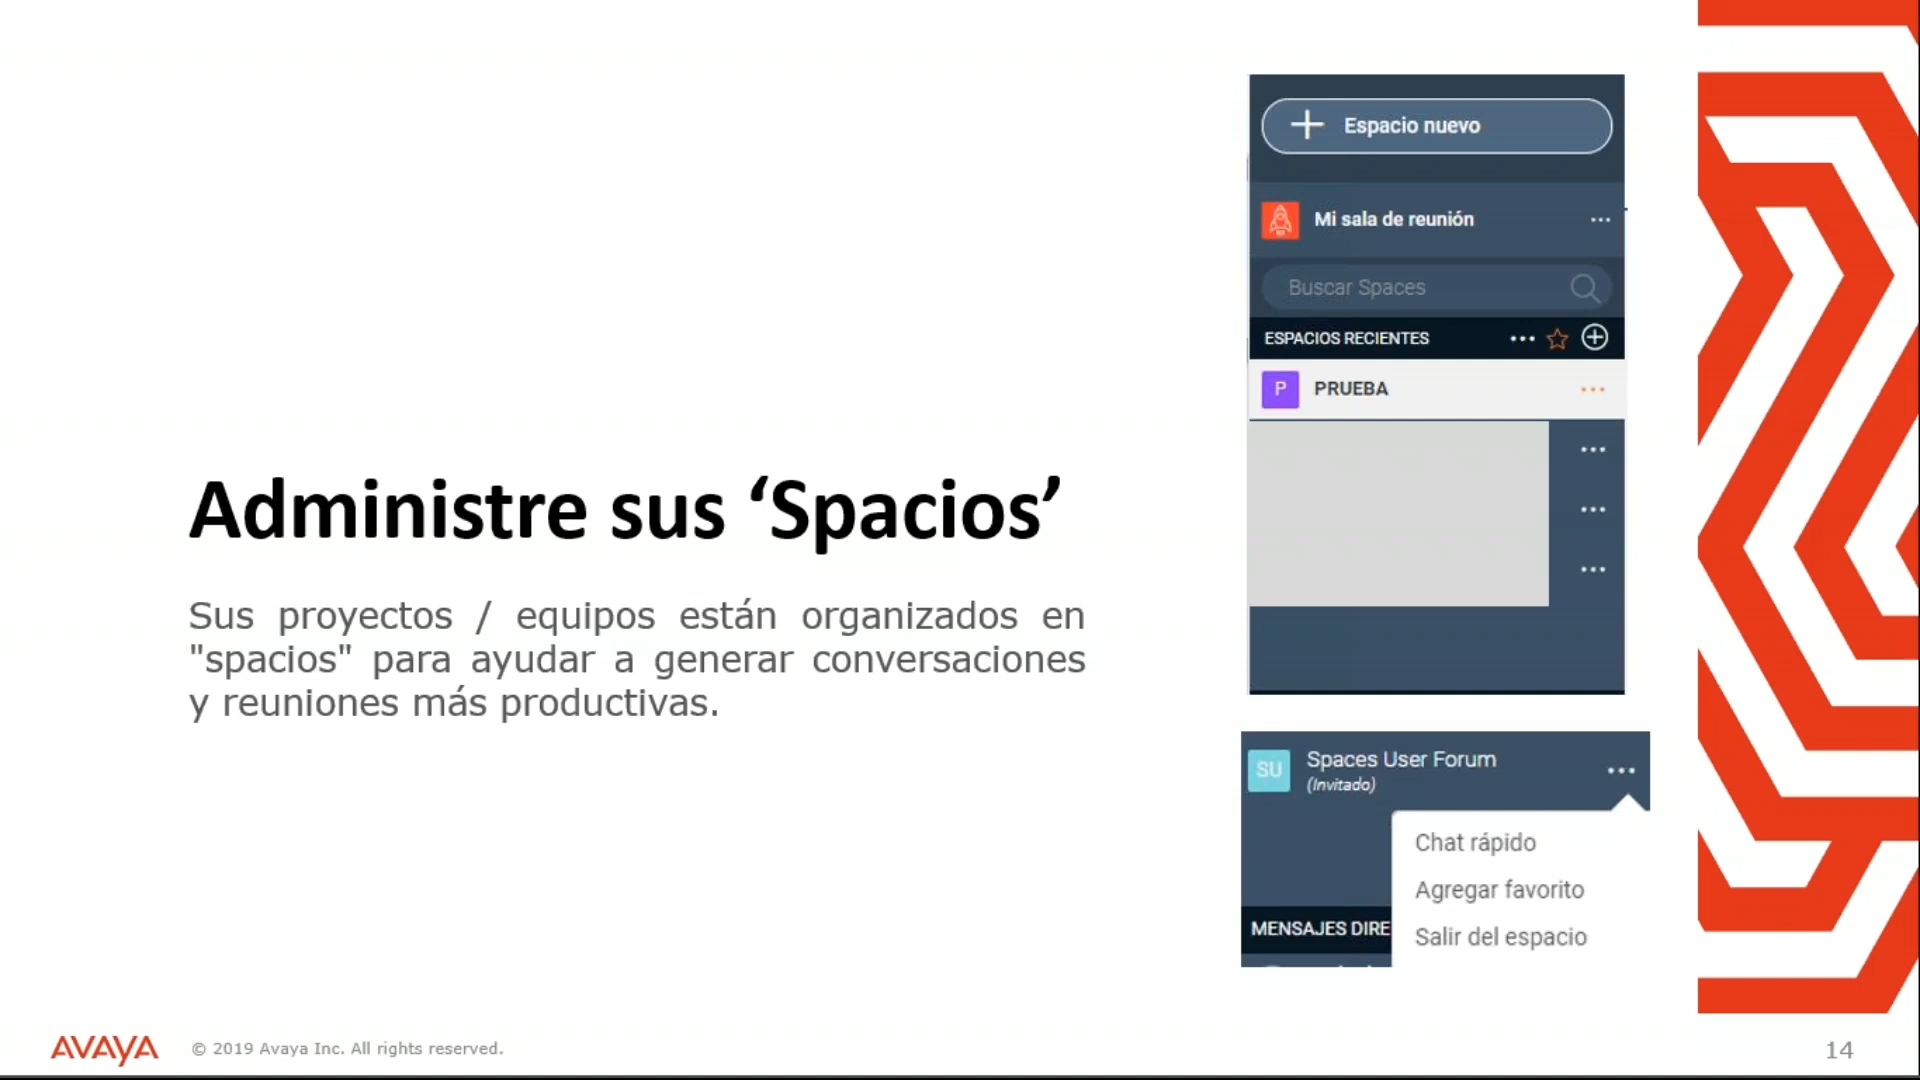 Administre sus ‘Spacios’
Sus proyectos / equipos están organizados en
"spacios" para ayudar a generar conversaciones
y reuniones más productivas.
Espacio nuevo
Mi sala de reunión
Buscar Spaces
ESPACIOS RECIENTES
P PRUEBA
SU Spaces User Forum
(Invitado)
Chat rápido
Agregar favorito
Salir del espacio
MENSAJES DIRE
AVAYA © 2019 Avaya Inc. All rights reserved.
14